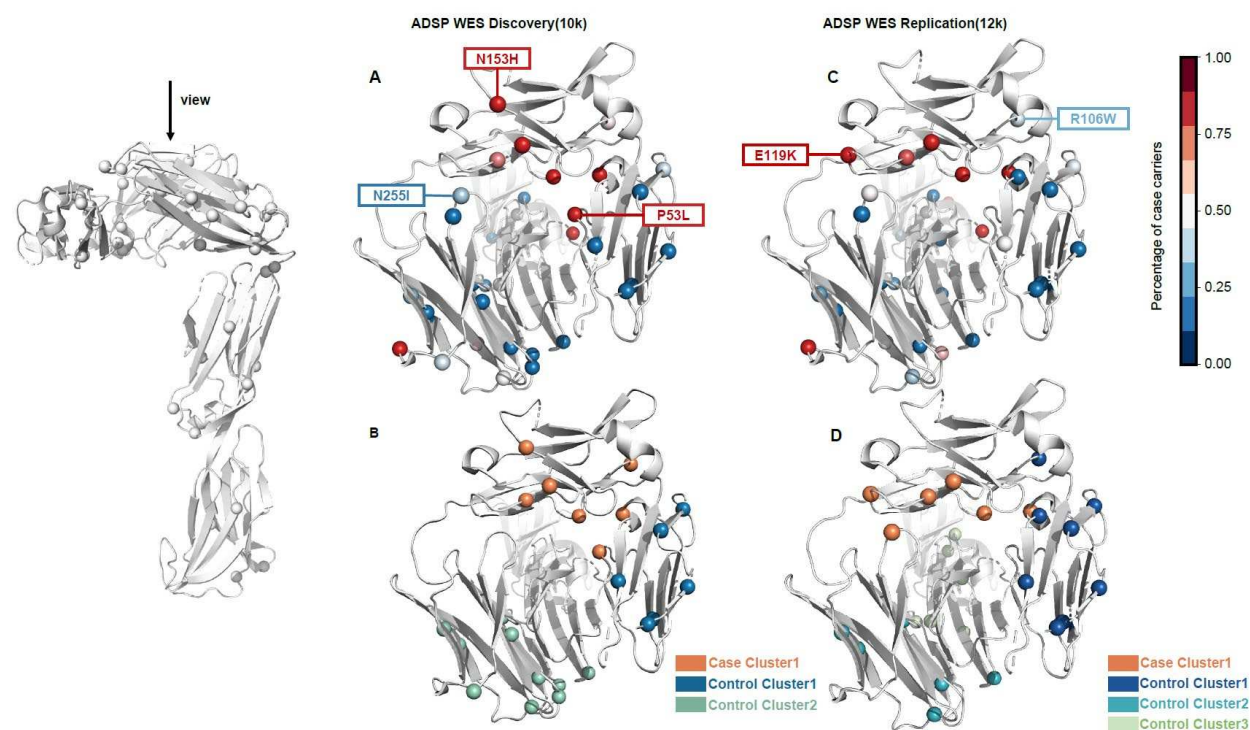 ADSP WES Discovery(10k)
ADSP WES Replication(12k)
view
A
N153H
N255I
P53L
C
R106W
E119K
1.00
0.75
0.50
0.25
0.00
Percentage of case carriers
B
Case Cluster1
Control Cluster1
Control Cluster2
D
Case Cluster1
Control Cluster1
Control Cluster2
Control Cluster3